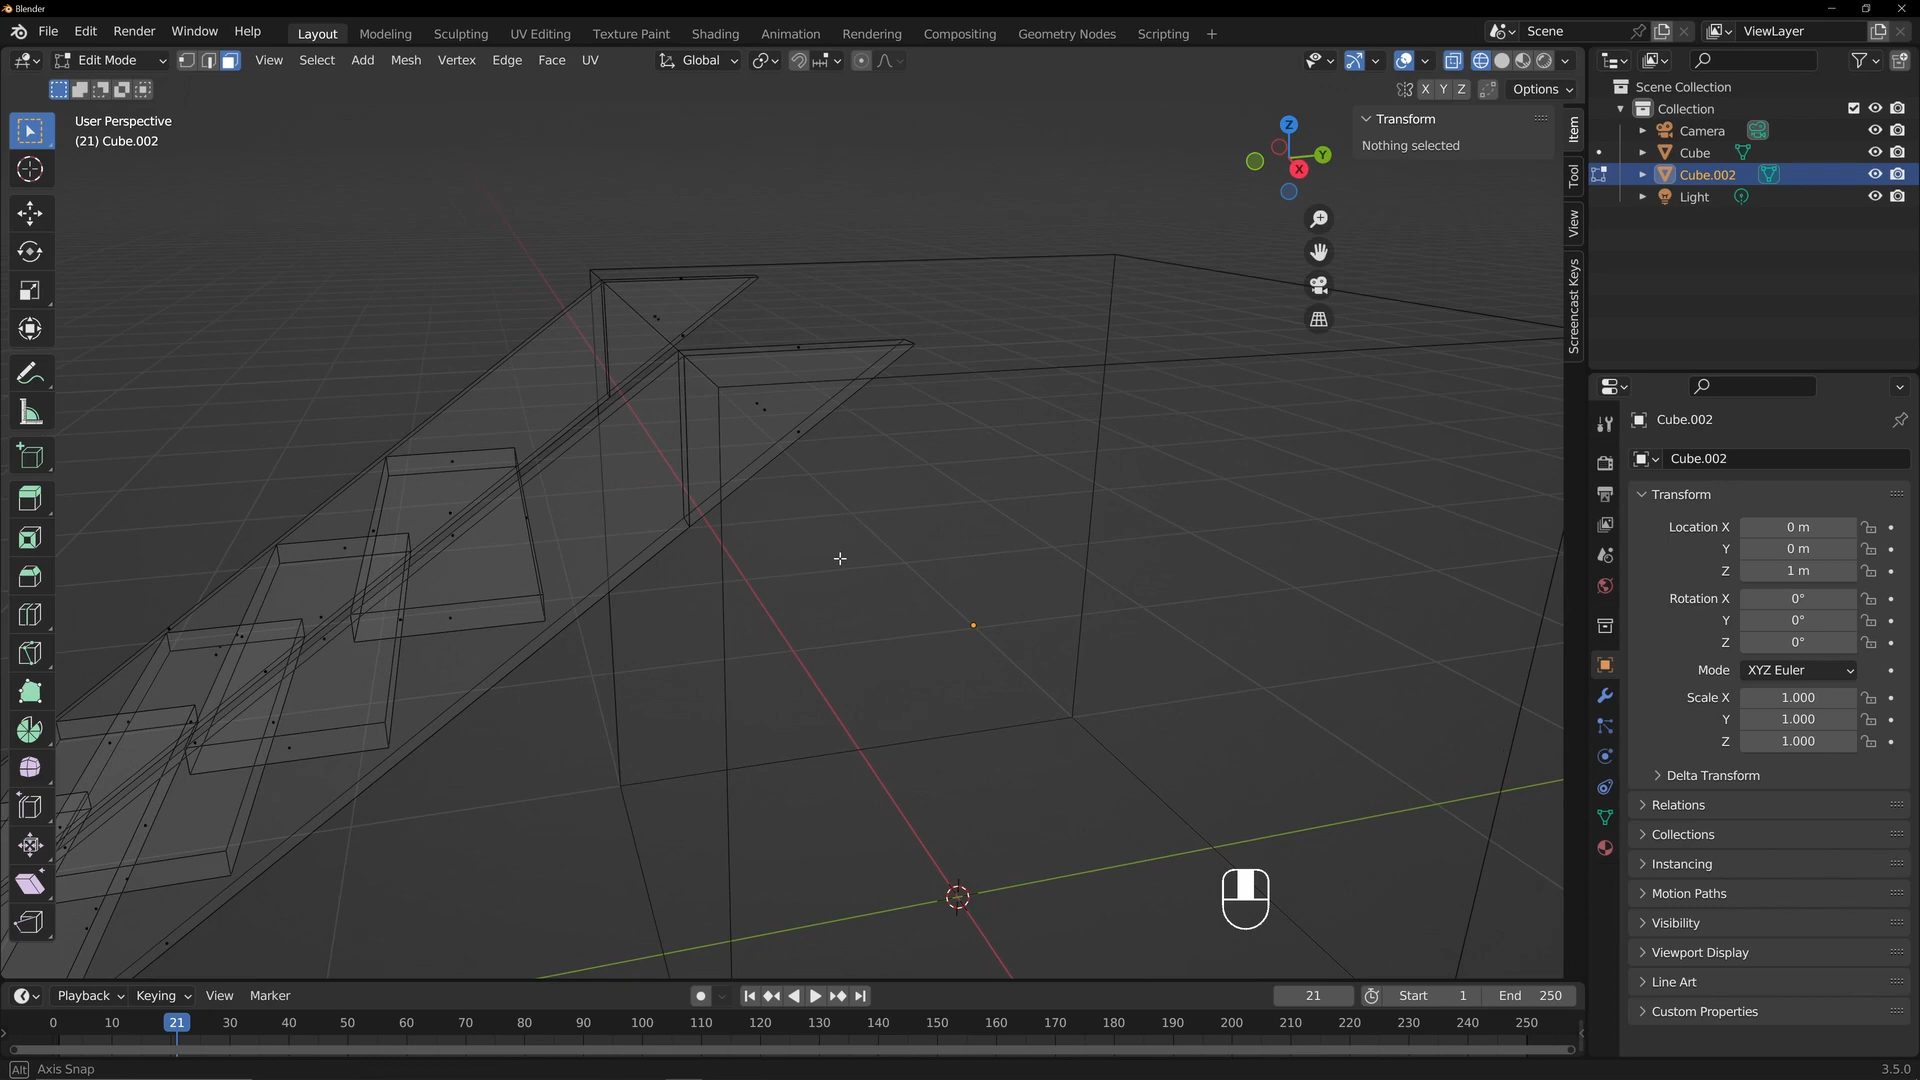 Blender
File Edit Render Window Help
Layout Modeling Sculpting UV Editing Texture Paint Shading Animation Rendering Compositing Geometry Nodes Scripting +
Scene
ViewLayer
Edit Mode View Select Add Mesh Vertex Edge Face UV
Global
X Y Z Options
User Perspective
(21) Cube.002
Z
Y
X
Transform
Nothing selected
Item
Tool
View
Screencast Keys
Scene Collection
Collection
Camera
Cube
Cube.002
Light
Cube.002
Cube.002
Transform
Location X 0 m
Y 0 m
Z 1 m
Rotation X 0°
Y 0°
Z 0°
Mode XYZ Euler
Scale X 1.000
Y 1.000
Z 1.000
Delta Transform
Relations
Collections
Instancing
Motion Paths
Visibility
Viewport Display
Line Art
Custom Properties
Playback Keying View Marker
21 Start 1 End 250
0 10 21 30 40 50 60 70 80 90 100 110 120 130 140 150 160 170 180 190 200 210 220 230 240 250
Alt Axis Snap
3.5.0